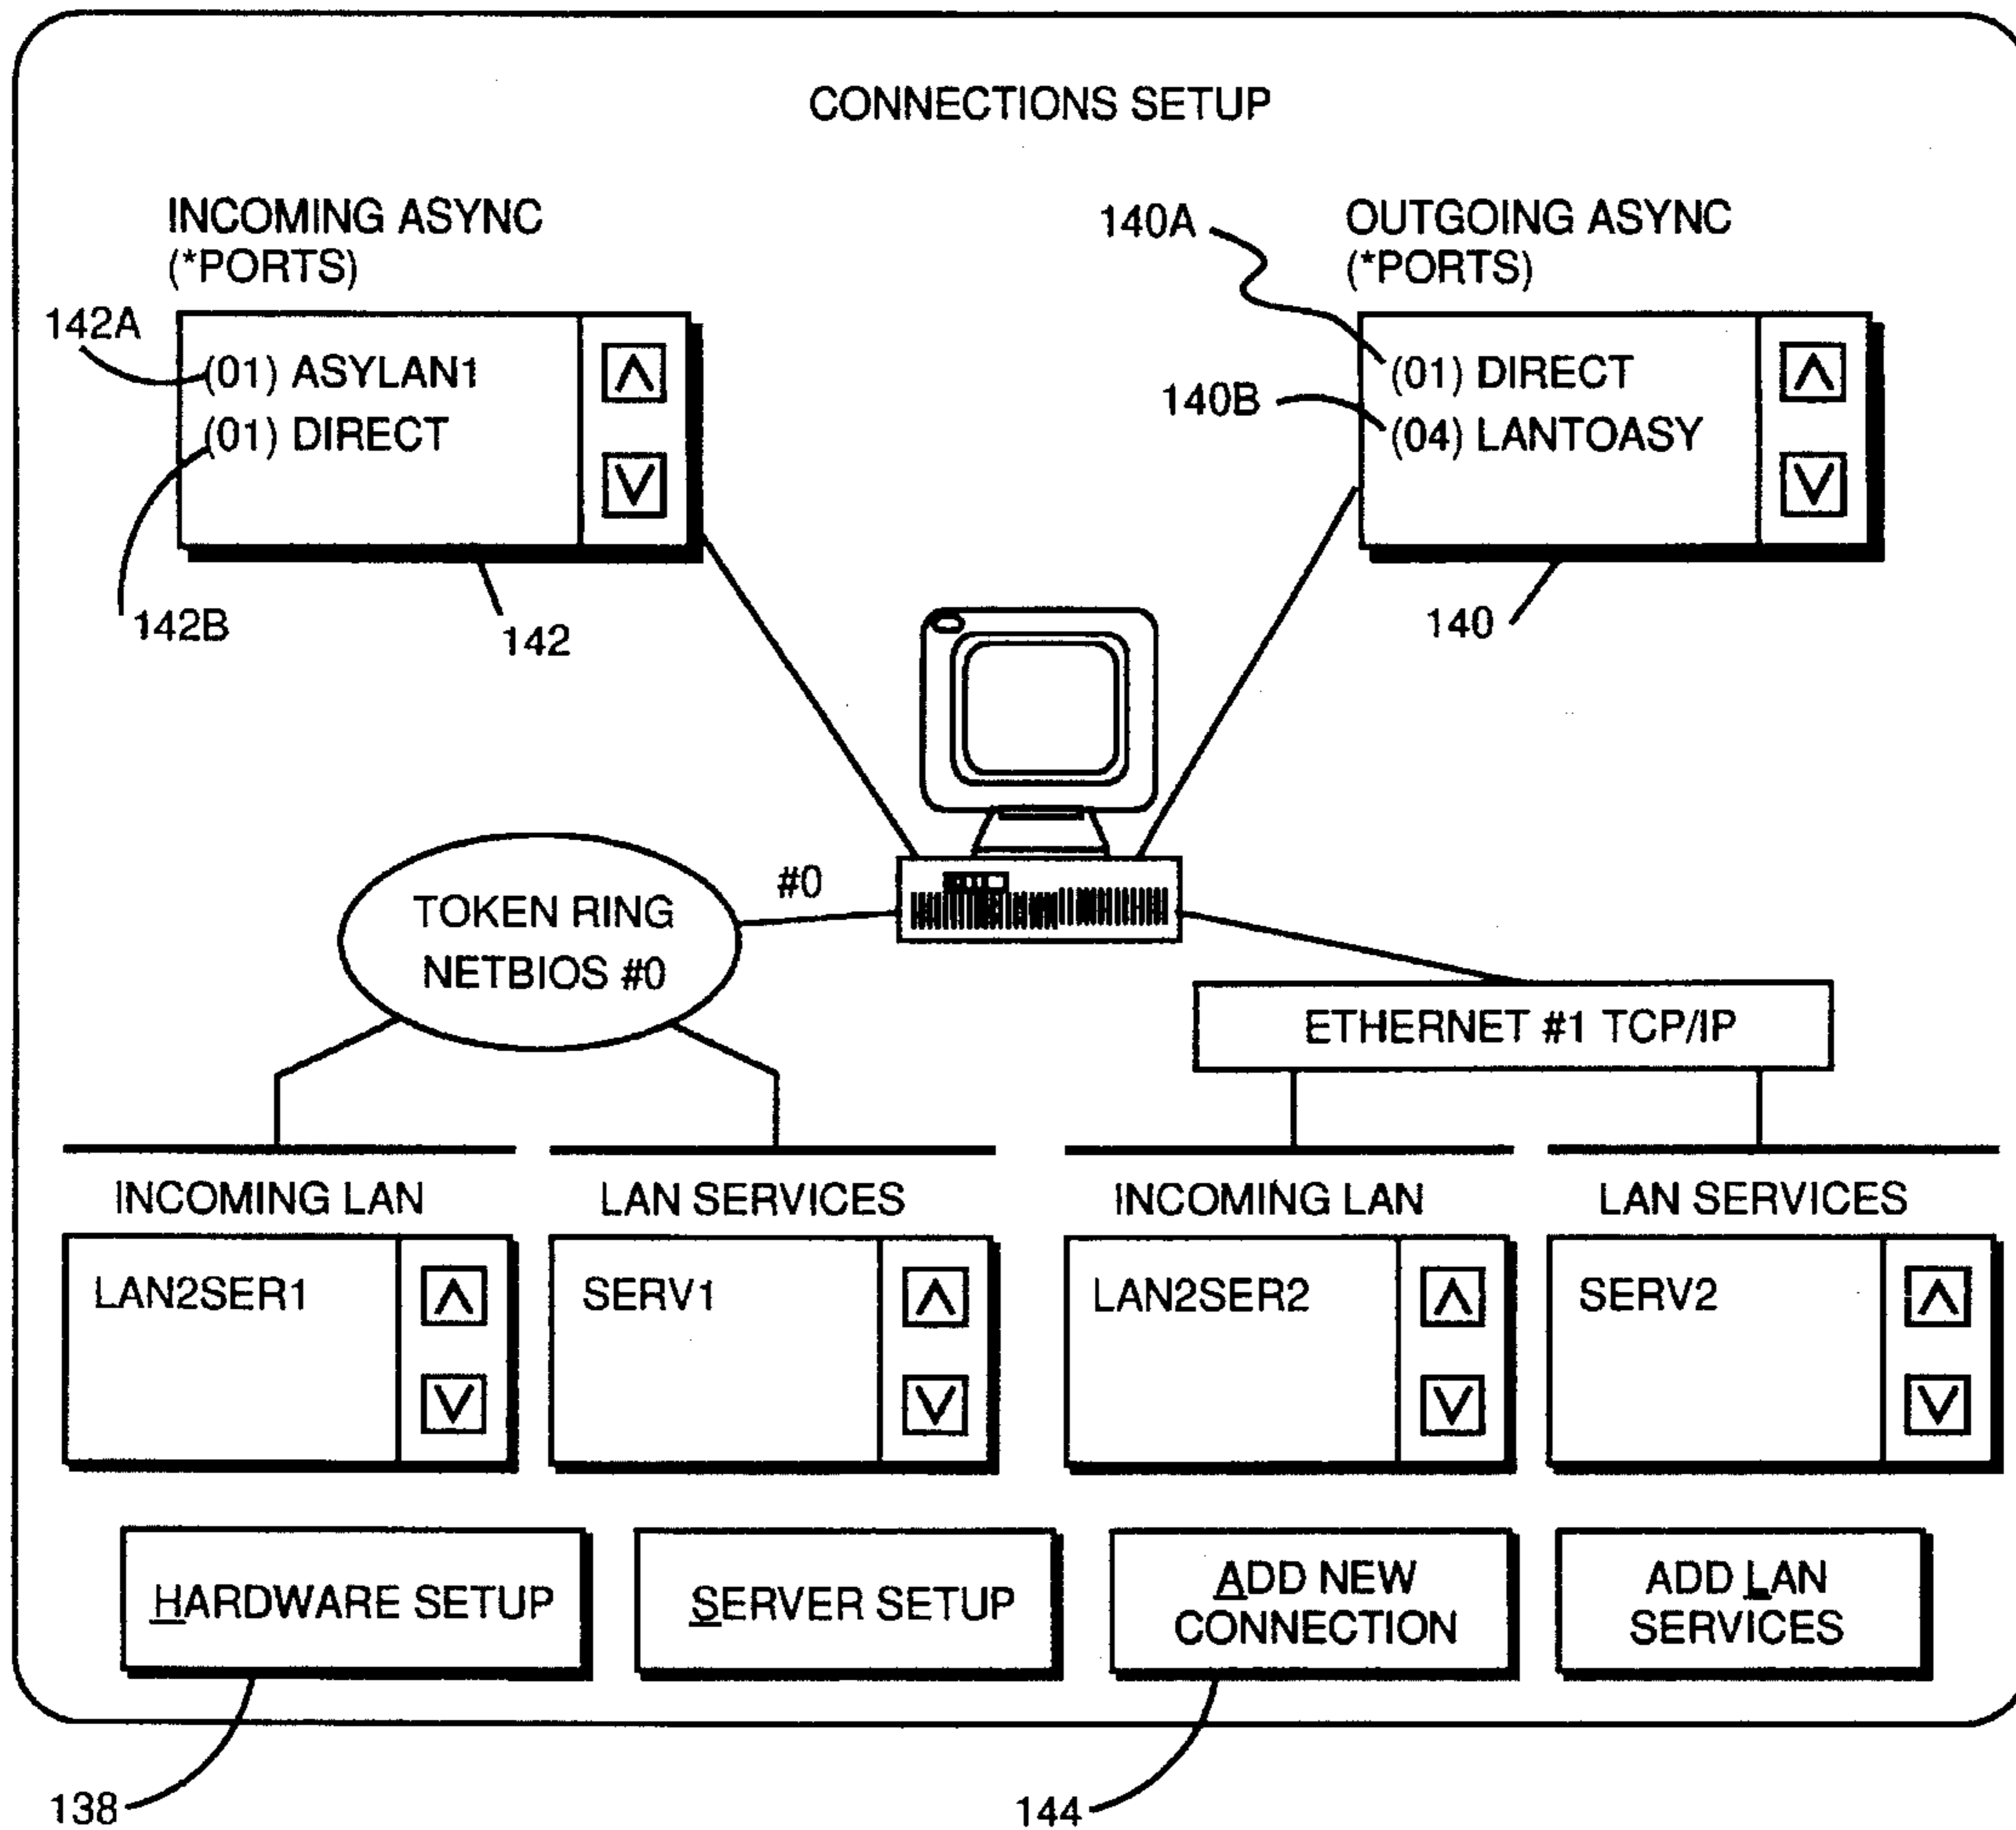 CONNECTIONS SETUP
INCOMING ASYNC
(*PORTS)
140A
OUTGOING ASYNC
(*PORTS)
142A
(01) ASYLAN1
(01) DIRECT
140B
(01) DIRECT
(04) LANTOASY
142B
142
140
#0
TOKEN RING
NETBIOS #0
ETHERNET #1 TCP/IP
INCOMING LAN
LAN SERVICES
INCOMING LAN
LAN SERVICES
LAN2SER1
SERV1
LAN2SER2
SERV2
HARDWARE SETUP
SERVER SETUP
ADD NEW
CONNECTION
ADD LAN
SERVICES
138
144